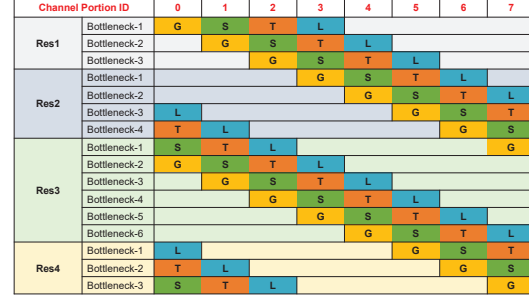 Channel Portion ID 0 1 2 3 4 5 6 7
Res1
Bottleneck-1 G S T L
Bottleneck-2 G S T L
Bottleneck-3 G S T L
Res2
Bottleneck-1 G S T L
Bottleneck-2 G S T L
Bottleneck-3 L G S T
Bottleneck-4 T L G S
Res3
Bottleneck-1 S T L G
Bottleneck-2 G S T L
Bottleneck-3 G S T L
Bottleneck-4 G S T L
Bottleneck-5 G S T L
Bottleneck-6 G S T L
Res4
Bottleneck-1 L G S T
Bottleneck-2 T L G S
Bottleneck-3 S T L G